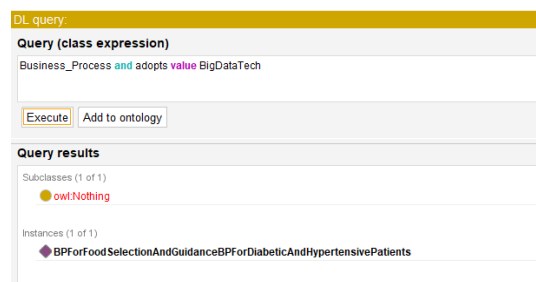 DL query:
Query (class expression)
Business_Process and adopts value BigDataTech
Execute Add to ontology
Query results
Subclasses (1 of 1)
owl:Nothing
Instances (1 of 1)
BPForFoodSelectionAndGuidanceBPForDiabeticAndHypertensivePatients